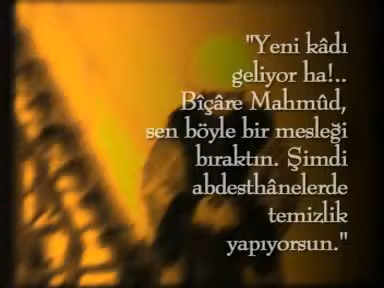 "Yeni kâdı
geliyor ha!..
Bîçâre Mahmûd,
sen böyle bir mesleği
bıraktın. Şimdi
abdesthânelerde
temizlik
yapıyorsun."